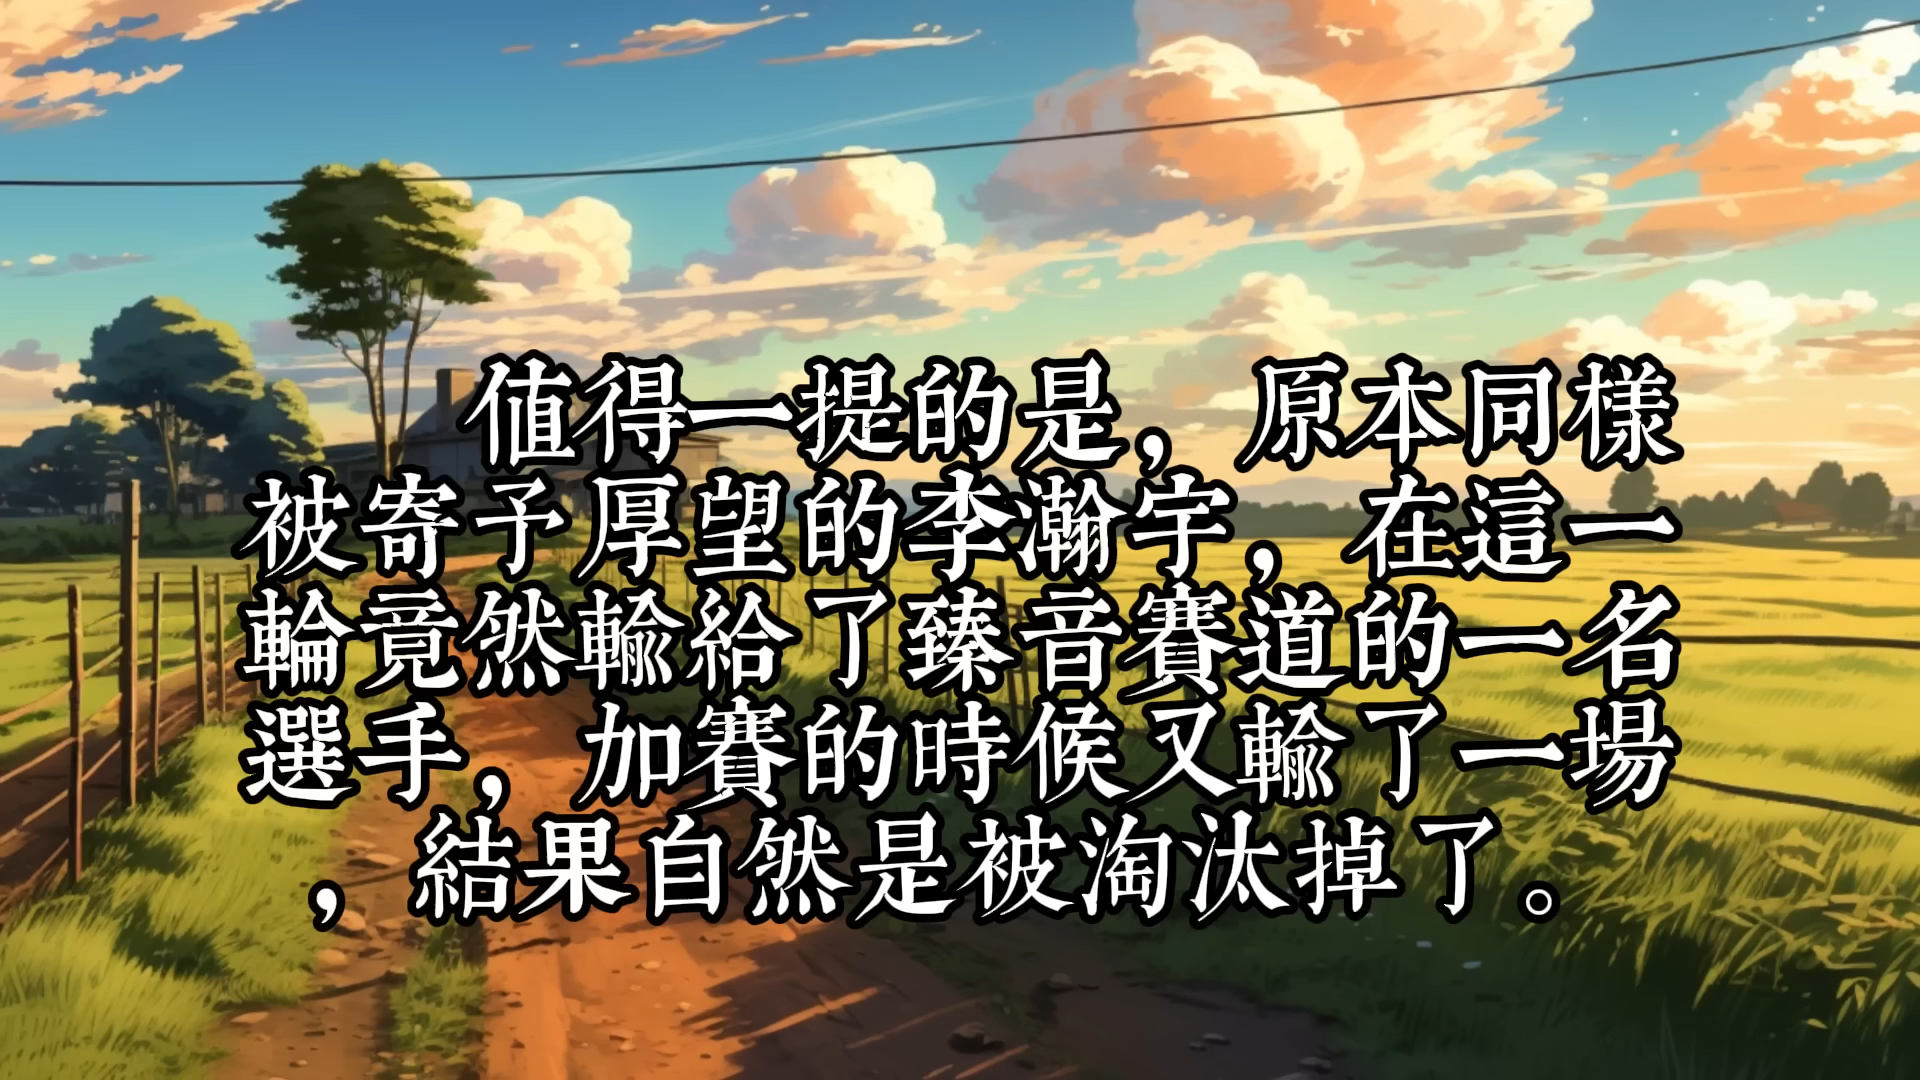 值得一提的是，原本同樣
被寄予厚望的李瀚宇，在這一
輪竟然輸給了臻音賽道的一名
選手，加賽的時候又輸了一場
，結果自然是被淘汰掉了。